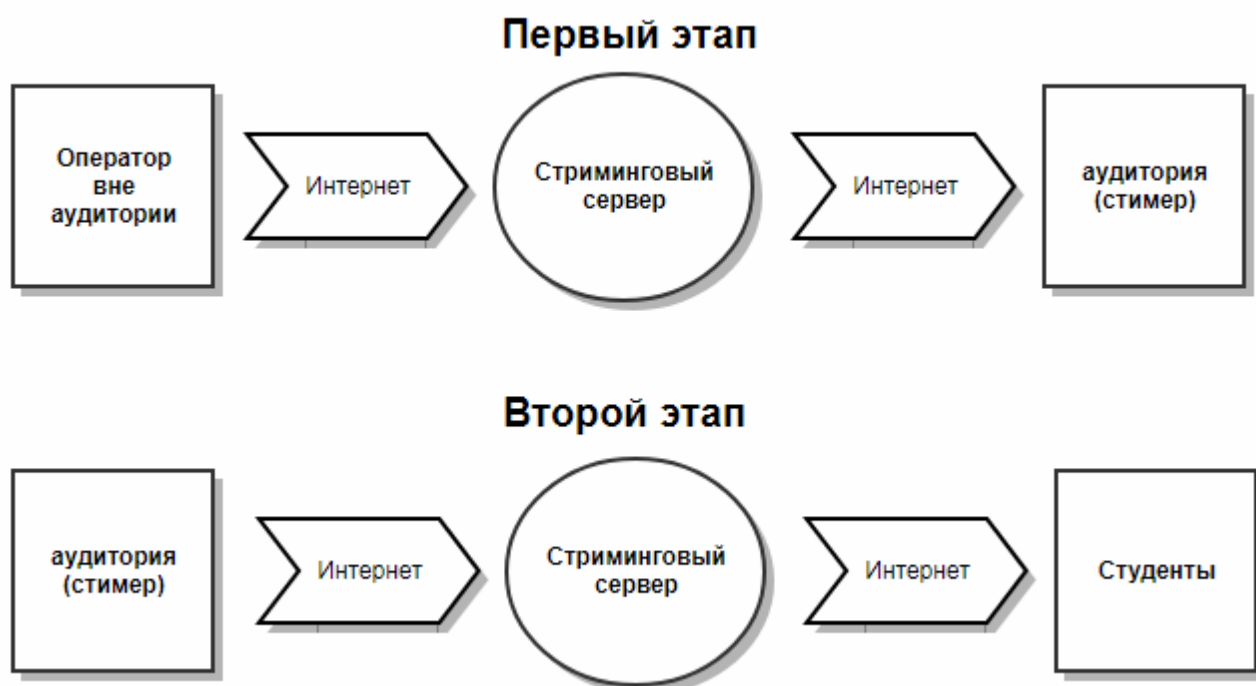 Первый этап
Оператор
вне
аудитории
Интернет
Стриминговый
сервер
Интернет
аудитория
(стимер)
Второй этап
аудитория
(стимер)
Интернет
Стриминговый
сервер
Интернет
Студенты